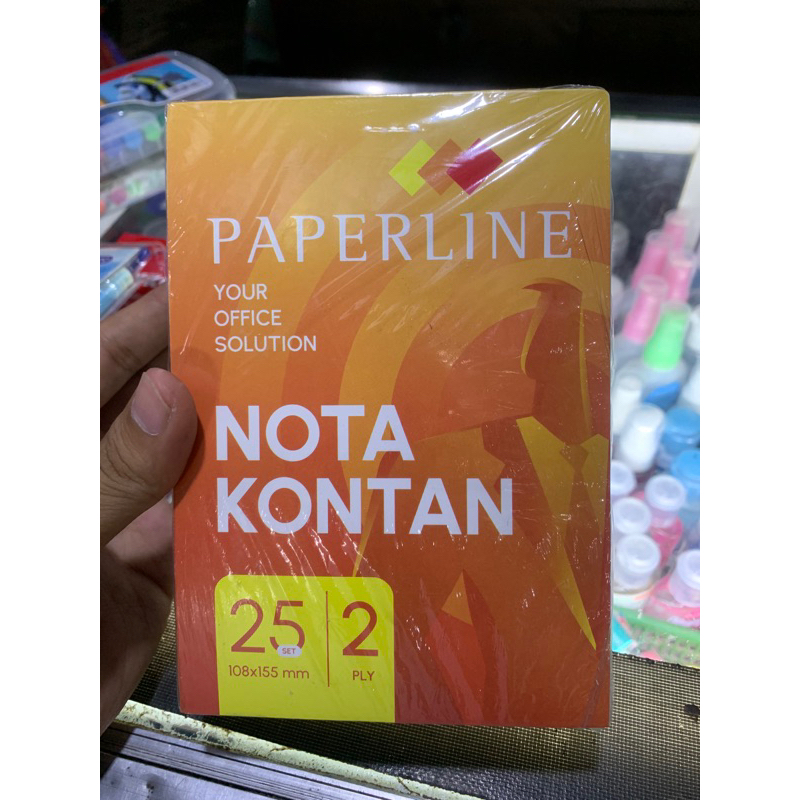 PAPERLINE
YOUR
OFFICE
SOLUTION
NOTA
KONTAN
25 SET 2
108x155 mm PLY